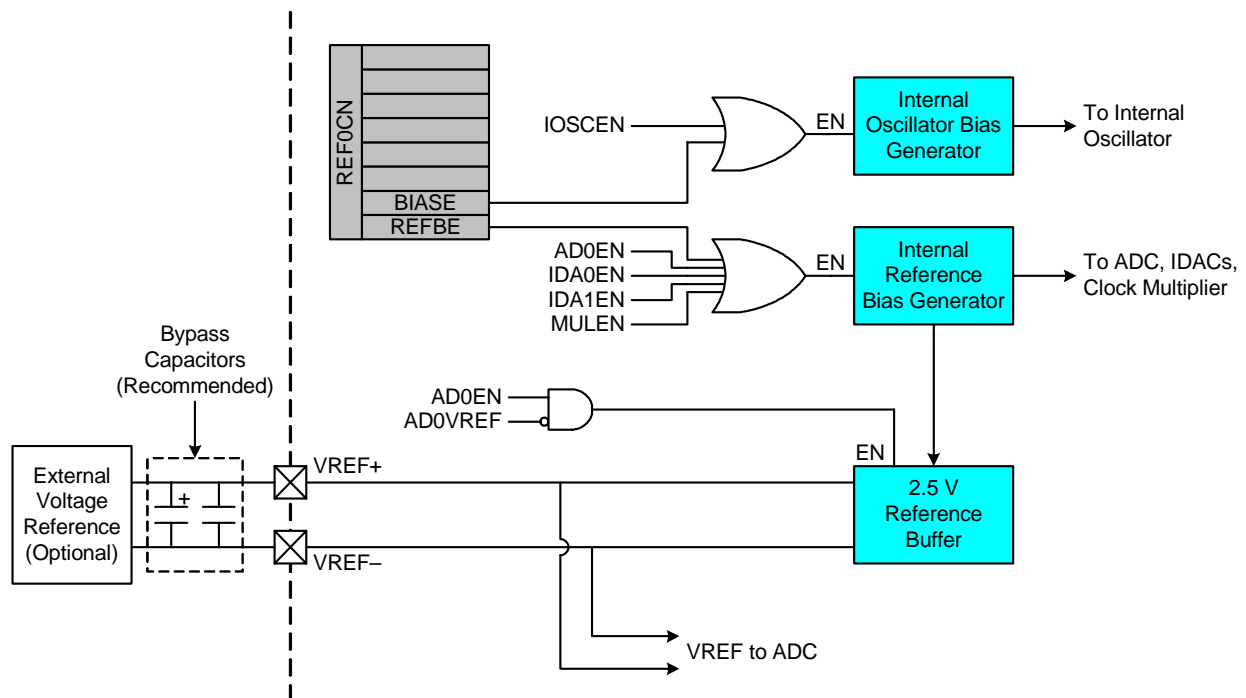 REF0CN
BIASE
REFBE
IOSCEN
EN
Internal
Oscillator Bias
Generator
To Internal
Oscillator
AD0EN
IDA0EN
IDA1EN
MULEN
EN
Internal
Reference
Bias Generator
To ADC, IDACs,
Clock Multiplier
Bypass
Capacitors
(Recommended)
AD0EN
AD0VREF
EN
External
Voltage
Reference
(Optional)
+
VREF+
VREF–
2.5 V
Reference
Buffer
VREF to ADC